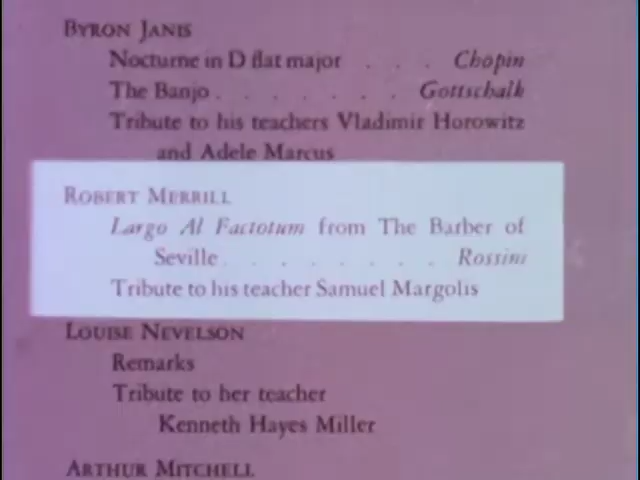 BYRON JANIS
Nocturne in D flat major . . . Chopin
The Banjo . . . . . . . Gottschalk
Tribute to his teachers Vladimir Horowitz
and Adele Marcus
ROBERT MERRILL
Largo Al Factotum from The Barber of
Seville . . . . . . . . Rossini
Tribute to his teacher Samuel Margolis
LOUISE NEVELSON
Remarks
Tribute to her teacher
Kenneth Hayes Miller
ARTHUR MITCHELL